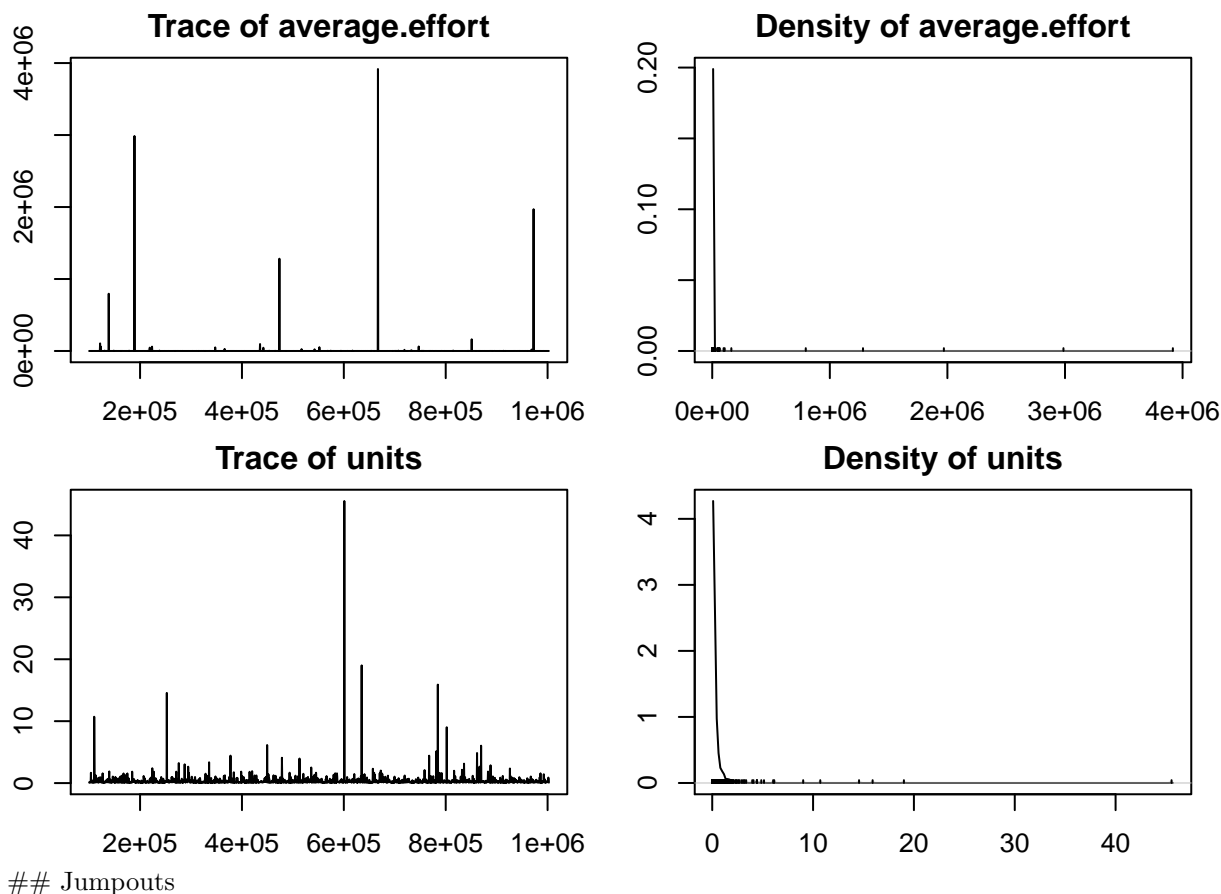 Trace of average.effort
0e+00 2e+06 4e+06
2e+05 4e+05 6e+05 8e+05 1e+06
Density of average.effort
0.00 0.10 0.20
0e+00 1e+06 2e+06 3e+06 4e+06
Trace of units
0 10 20 30 40
2e+05 4e+05 6e+05 8e+05 1e+06
Density of units
0 1 2 3 4
0 10 20 30 40
## Jumpouts